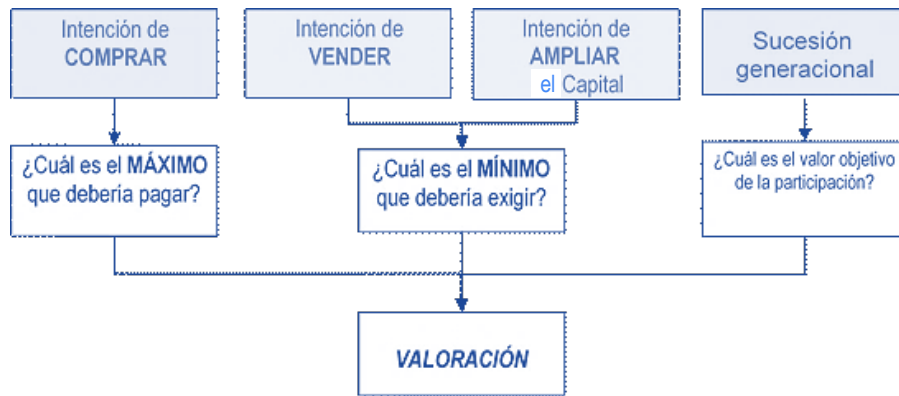 Intención de
COMPRAR
Intención de
VENDER
Intención de
AMPLIAR
el Capital
Sucesión
generacional
¿Cuál es el MÁXIMO
que debería pagar?
¿Cuál es el MÍNIMO
que debería exigir?
¿Cuál es el valor objetivo
de la participación?
VALORACIÓN